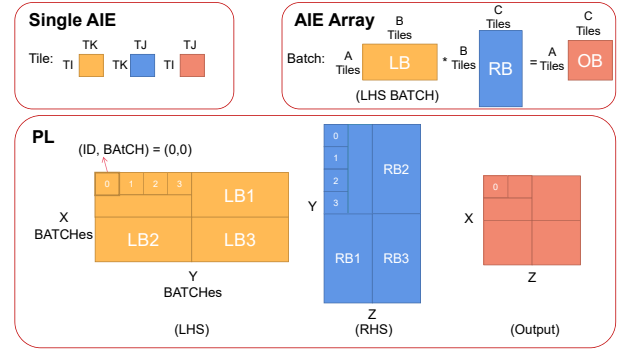 Single AIE
TK TJ TJ
Tile: TI TK TI
AIE Array
B
Tiles
C
Tiles
C
Tiles
Batch: A
Tiles
LB
* B
Tiles
RB
= A
Tiles
OB
(LHS BATCH)
PL
(ID, BAtCH) = (0,0)
0 1 2 3
LB1
LB2 LB3
X
BATCHes
Y
BATCHes
(LHS)
0
1
2
3
RB2
RB1 RB3
Y
Z
(RHS)
0
X
Z
(Output)